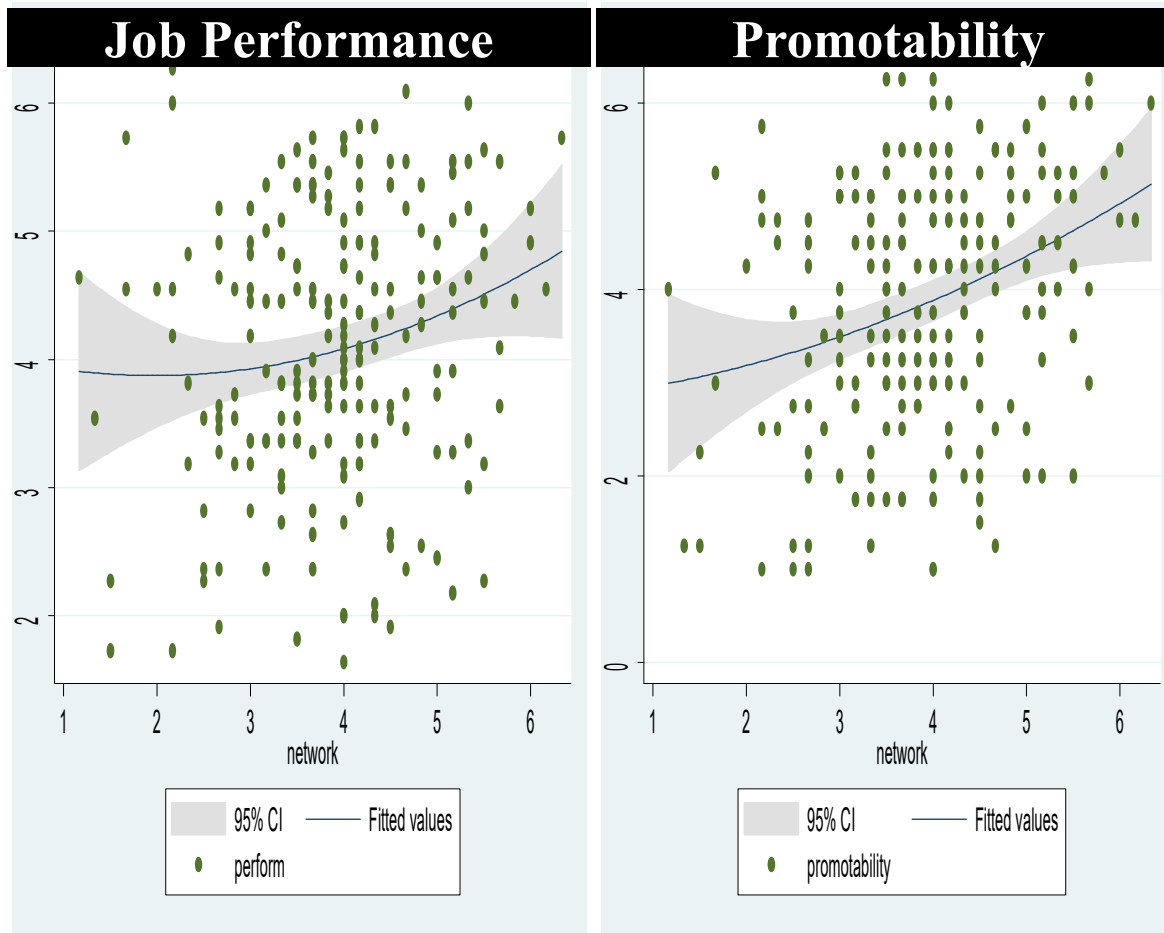 Job Performance
6
5
4
3
2
1 2 3 4 5 6
network
95% CI Fitted values
perform
Promotability
6
4
2
0
1 2 3 4 5 6
network
95% CI Fitted values
promotability